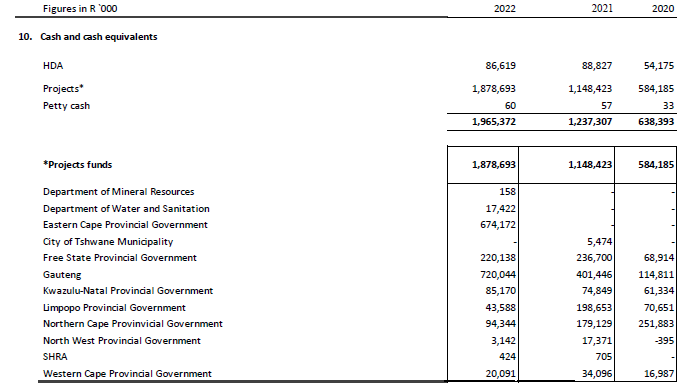 Figures in R `000 2022 2021 2020
10. Cash and cash equivalents
HDA 86,619 88,827 54,175
Projects* 1,878,693 1,148,423 584,185
Petty cash 60 57 33
1,965,372 1,237,307 638,393
*Projects funds 1,878,693 1,148,423 584,185
Department of Mineral Resources 158 - -
Department of Water and Sanitation 17,422 - -
Eastern Cape Provincial Government 674,172 - -
City of Tshwane Municipality - 5,474 -
Free State Provincial Government 220,138 236,700 68,914
Gauteng 720,044 401,446 114,811
Kwazulu-Natal Provincial Government 85,170 74,849 61,334
Limpopo Provincial Government 43,588 198,653 70,651
Northern Cape Provinvicial Government 94,344 179,129 251,883
North West Provincial Government 3,142 17,371 -395
SHRA 424 705 -
Western Cape Provincial Government 20,091 34,096 16,987